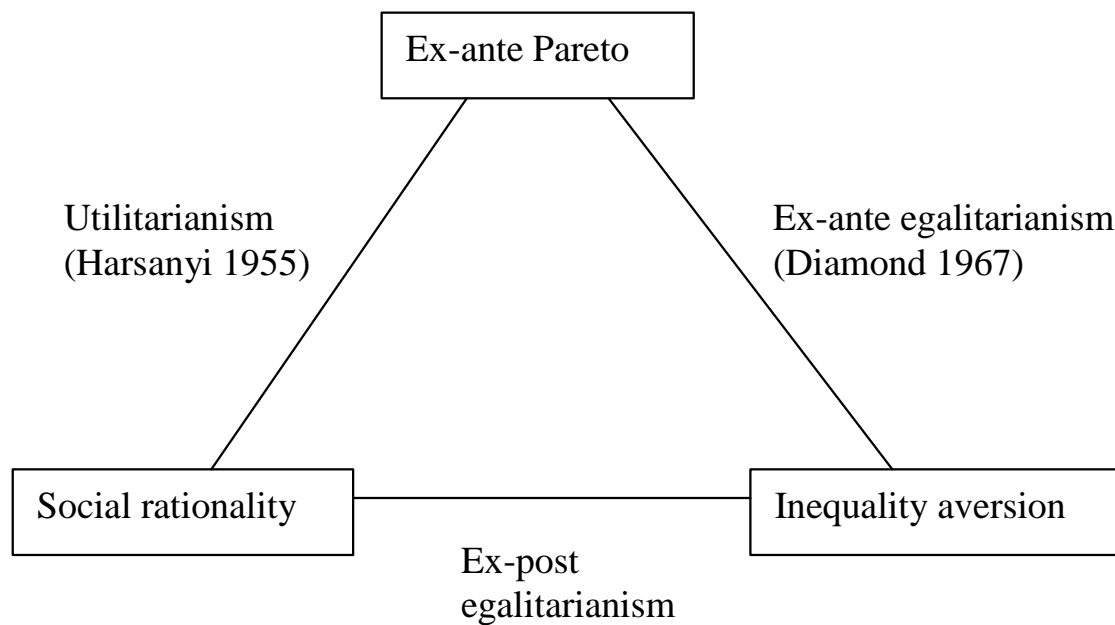 Ex-ante Pareto
Utilitarianism
(Harsanyi 1955)
Ex-ante egalitarianism
(Diamond 1967)
Social rationality
Inequality aversion
Ex-post
egalitarianism